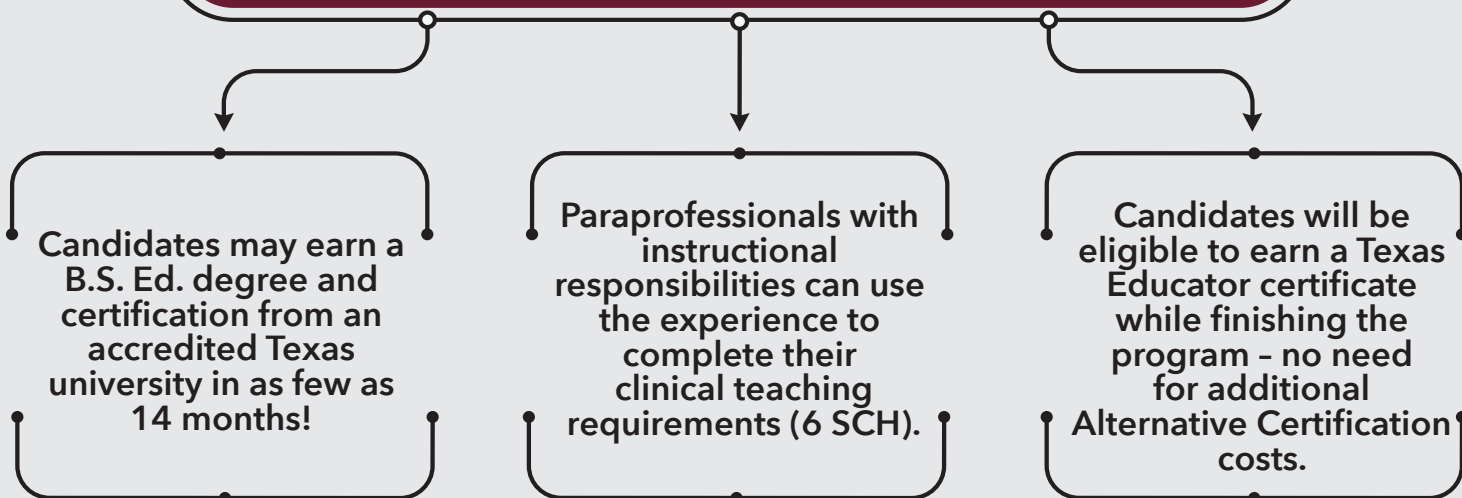 Candidates may earn a
B.S. Ed. degree and
certification from an
accredited Texas
university in as few as
14 months!
Paraprofessionals with
instructional
responsibilities can use
the experience to
complete their
clinical teaching
requirements (6 SCH).
Candidates will be
eligible to earn a Texas
Educator certificate
while finishing the
program – no need
for additional
Alternative Certification
costs.